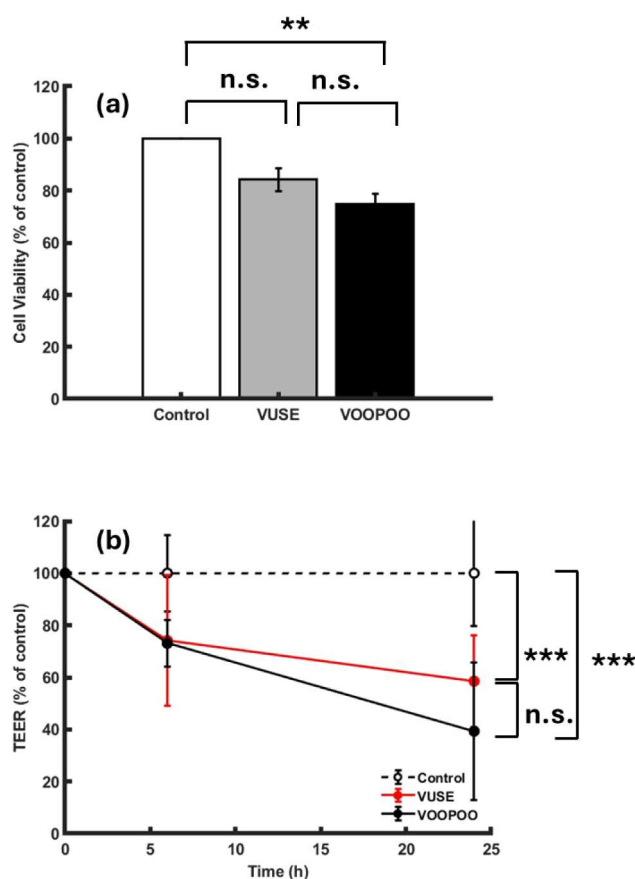 **
n.s.
n.s.
(a)
120
100
80
60
40
20
0
Cell Viability (% of control)
Control
VUSE
VOOPOO
(b)
120
100
80
60
40
20
0
TEER (% of control)
***
***
n.s.
Control
VUSE
VOOPOO
0
5
10
15
20
25
Time (h)